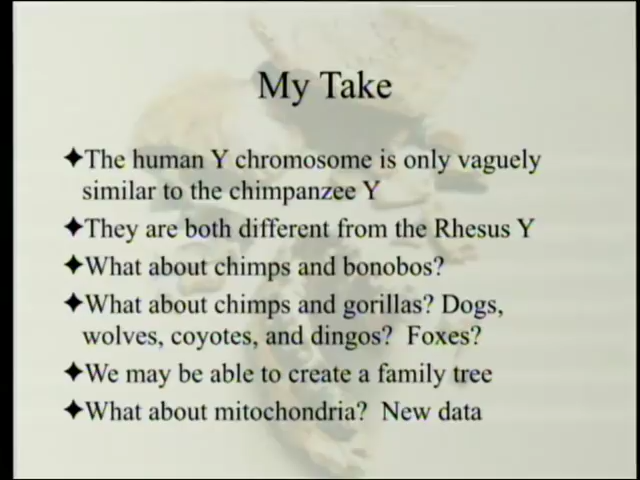 My Take
✦The human Y chromosome is only vaguely
similar to the chimpanzee Y
✦They are both different from the Rhesus Y
✦What about chimps and bonobos?
✦What about chimps and gorillas? Dogs,
wolves, coyotes, and dingos?  Foxes?
✦We may be able to create a family tree
✦What about mitochondria?  New data